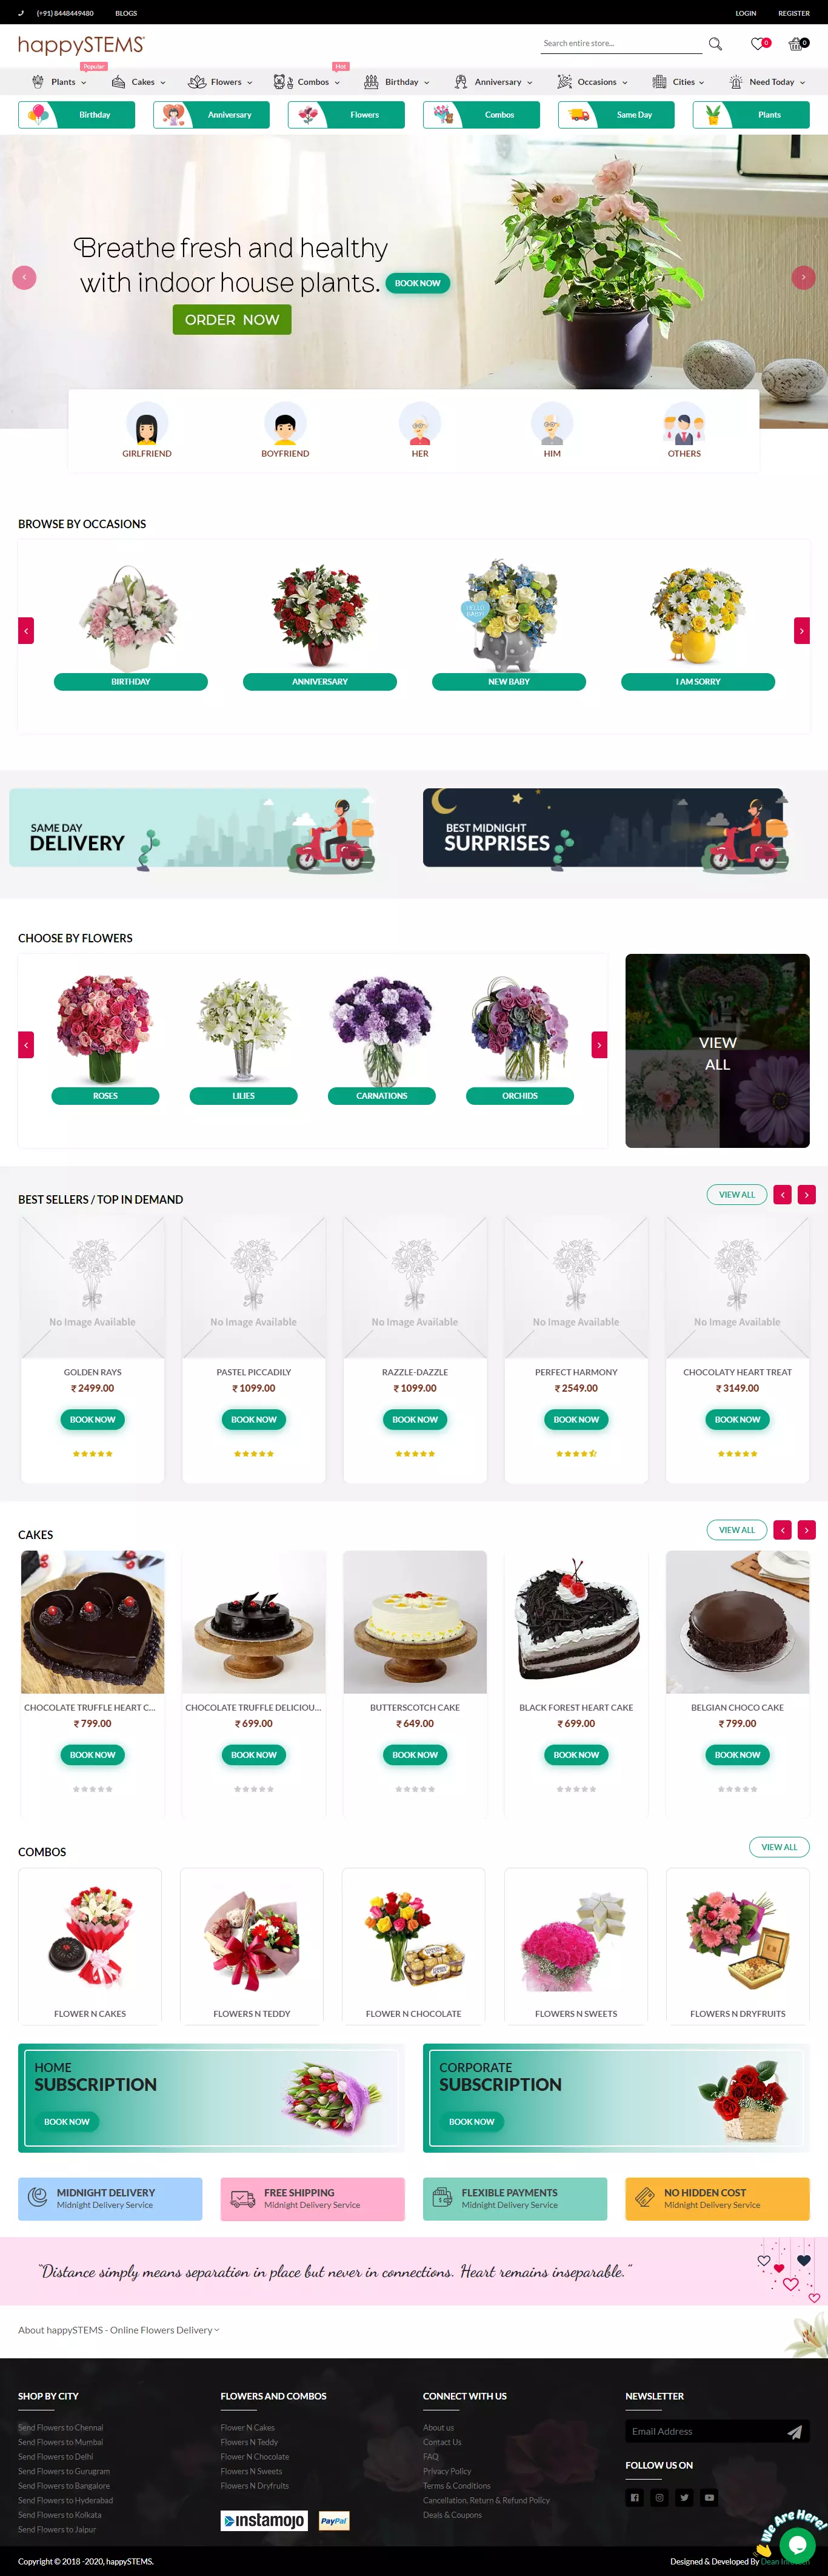 (+91) 8448449480 BLOGS LOGIN REGISTER
happySTEMS
Search entire store...
0 0
Popular Hot
Plants Cakes Flowers Combos Birthday Anniversary Occasions Cities Need Today
Birthday Anniversary Flowers Combos Same Day Plants
Breathe fresh and healthy
with indoor house plants. BOOK NOW
ORDER NOW
GIRLFRIEND BOYFRIEND HER HIM OTHERS
BROWSE BY OCCASIONS
HELLO BABY!
BIRTHDAY ANNIVERSARY NEW BABY I AM SORRY
SAME DAY
DELIVERY
BEST MIDNIGHT
SURPRISES
CHOOSE BY FLOWERS
VIEW
ALL
ROSES LILIES CARNATIONS ORCHIDS
BEST SELLERS / TOP IN DEMAND VIEW ALL
No Image Available No Image Available No Image Available No Image Available No Image Available
GOLDEN RAYS PASTEL PICCADILY RAZZLE-DAZZLE PERFECT HARMONY CHOCOLATY HEART TREAT
₹ 2499.00 ₹ 1099.00 ₹ 1099.00 ₹ 2549.00 ₹ 3149.00
BOOK NOW BOOK NOW BOOK NOW BOOK NOW BOOK NOW
CAKES VIEW ALL
CHOCOLATE TRUFFLE HEART C... CHOCOLATE TRUFFLE DELICIOU... BUTTERSCOTCH CAKE BLACK FOREST HEART CAKE BELGIAN CHOCO CAKE
₹ 799.00 ₹ 699.00 ₹ 649.00 ₹ 699.00 ₹ 799.00
BOOK NOW BOOK NOW BOOK NOW BOOK NOW BOOK NOW
COMBOS VIEW ALL
FLOWER N CAKES FLOWERS N TEDDY FLOWER N CHOCOLATE FLOWERS N SWEETS FLOWERS N DRYFRUITS
HOME
SUBSCRIPTION
BOOK NOW
CORPORATE
SUBSCRIPTION
BOOK NOW
MIDNIGHT DELIVERY
Midnight Delivery Service
FREE SHIPPING
Midnight Delivery Service
FLEXIBLE PAYMENTS
Midnight Delivery Service
NO HIDDEN COST
Midnight Delivery Service
"Distance simply means separation in place but never in connections. Heart remains inseparable."
About happySTEMS - Online Flowers Delivery
SHOP BY CITY
Send Flowers to Chennai
Send Flowers to Mumbai
Send Flowers to Delhi
Send Flowers to Gurugram
Send Flowers to Bangalore
Send Flowers to Hyderabad
Send Flowers to Kolkata
Send Flowers to Jaipur
FLOWERS AND COMBOS
Flower N Cakes
Flowers N Teddy
Flower N Chocolate
Flowers N Sweets
Flowers N Dryfruits
instamojo PayPal
CONNECT WITH US
About us
Contact Us
FAQ
Privacy Policy
Terms & Conditions
Cancellation, Return & Refund Policy
Deals & Coupons
NEWSLETTER
Email Address
FOLLOW US ON
We Are Here!
Copyright © 2018 -2020, happySTEMS. Designed & Developed By Dean